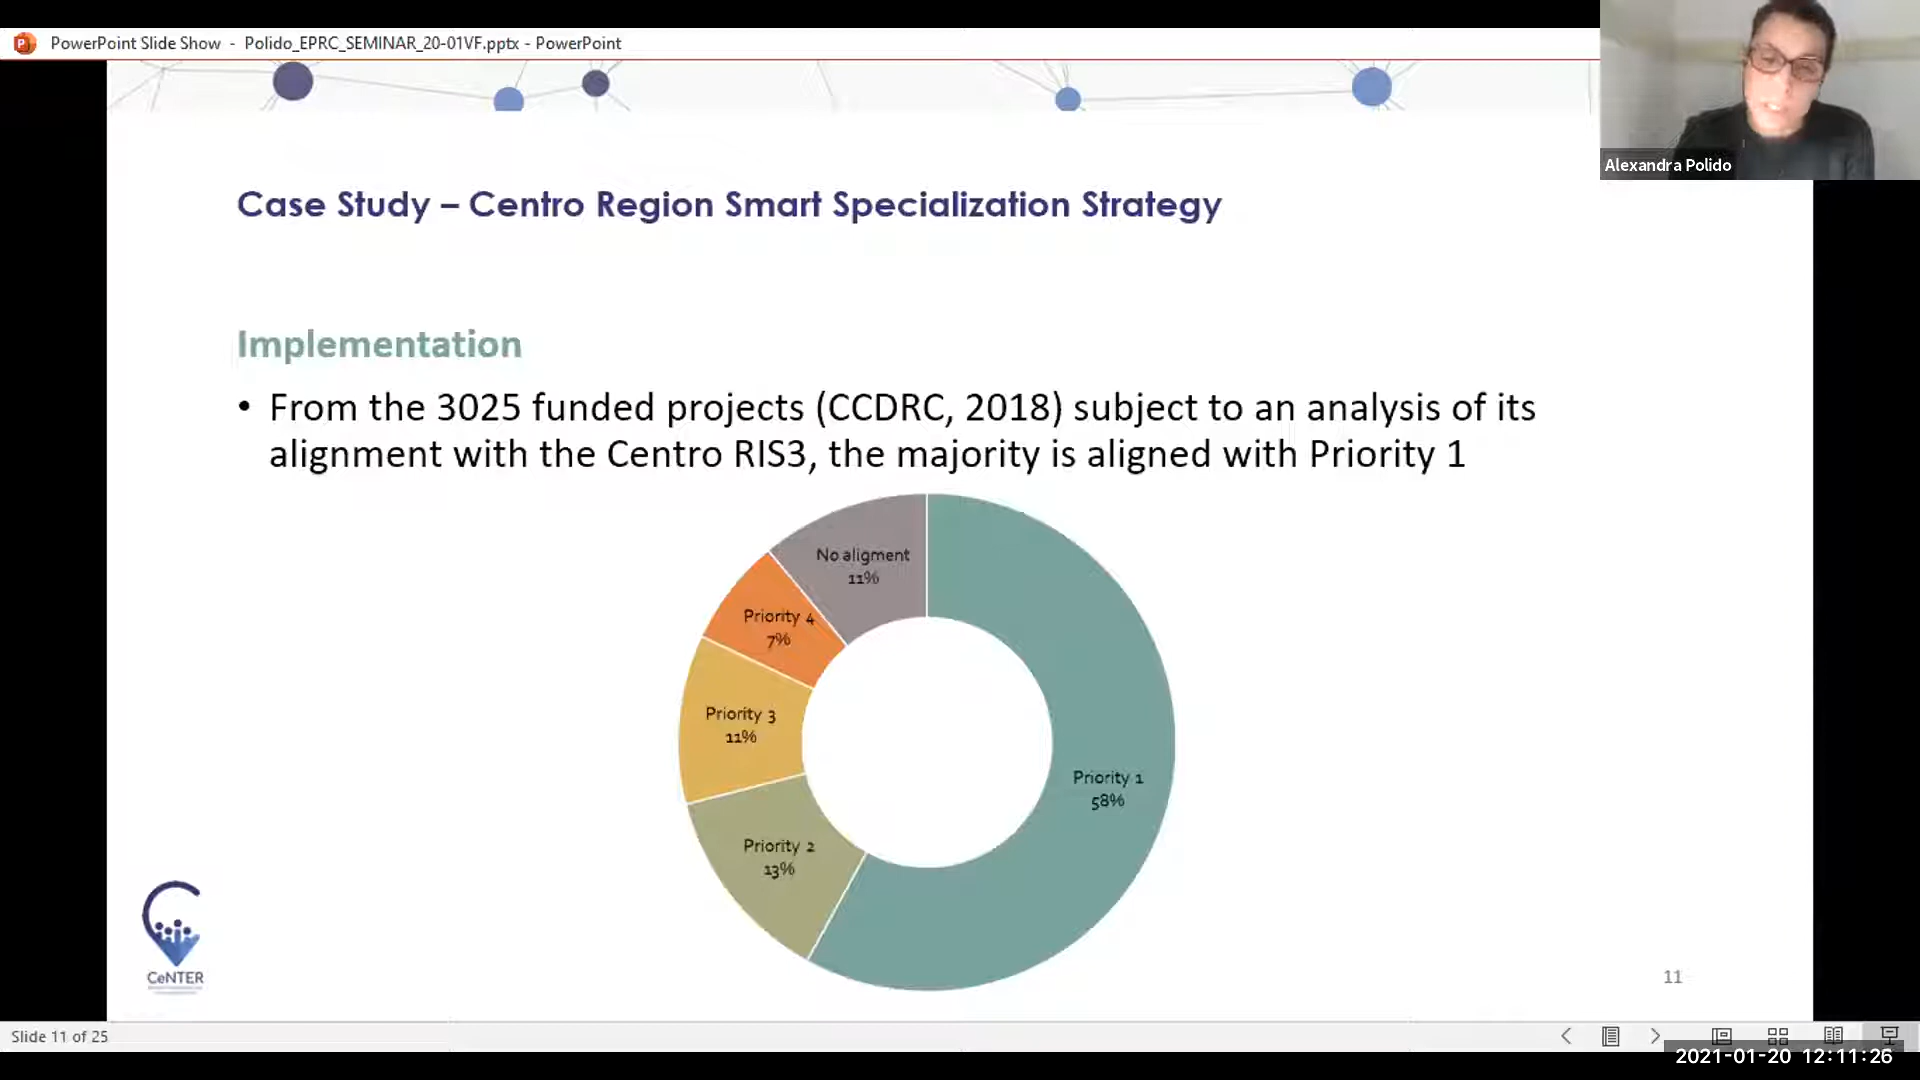 PowerPoint Slide Show - Polido_EPRC_SEMINAR_20-01VF.pptx - PowerPoint
Alexandra Polido
Case Study – Centro Region Smart Specialization Strategy
Implementation
• From the 3025 funded projects (CCDRC, 2018) subject to an analysis of its
alignment with the Centro RIS3, the majority is aligned with Priority 1
No aligment
11%
Priority 4
7%
Priority 3
11%
Priority 1
58%
Priority 2
13%
CeNTER
11
Slide 11 of 25
2021-01-20 12:11:26